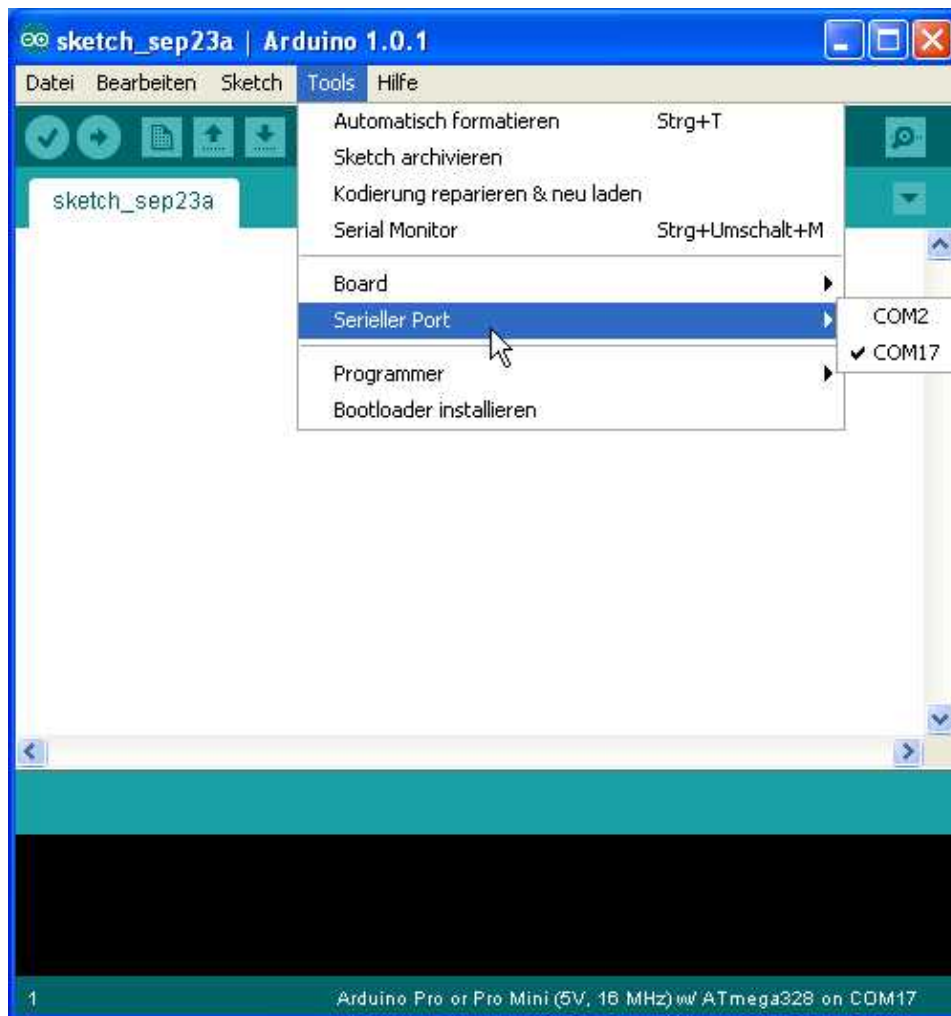 sketch_sep23a | Arduino 1.0.1
Datei Bearbeiten Sketch Tools Hilfe
Automatisch formatieren Strg+T
Sketch archivieren
Kodierung reparieren & neu laden
sketch_sep23a
Serial Monitor Strg+Umschalt+M
Board
Serieller Port
COM2
COM17
Programmer
Bootloader installieren
1 Arduino Pro or Pro Mini (5V, 16 MHz) w/ ATmega328 on COM17